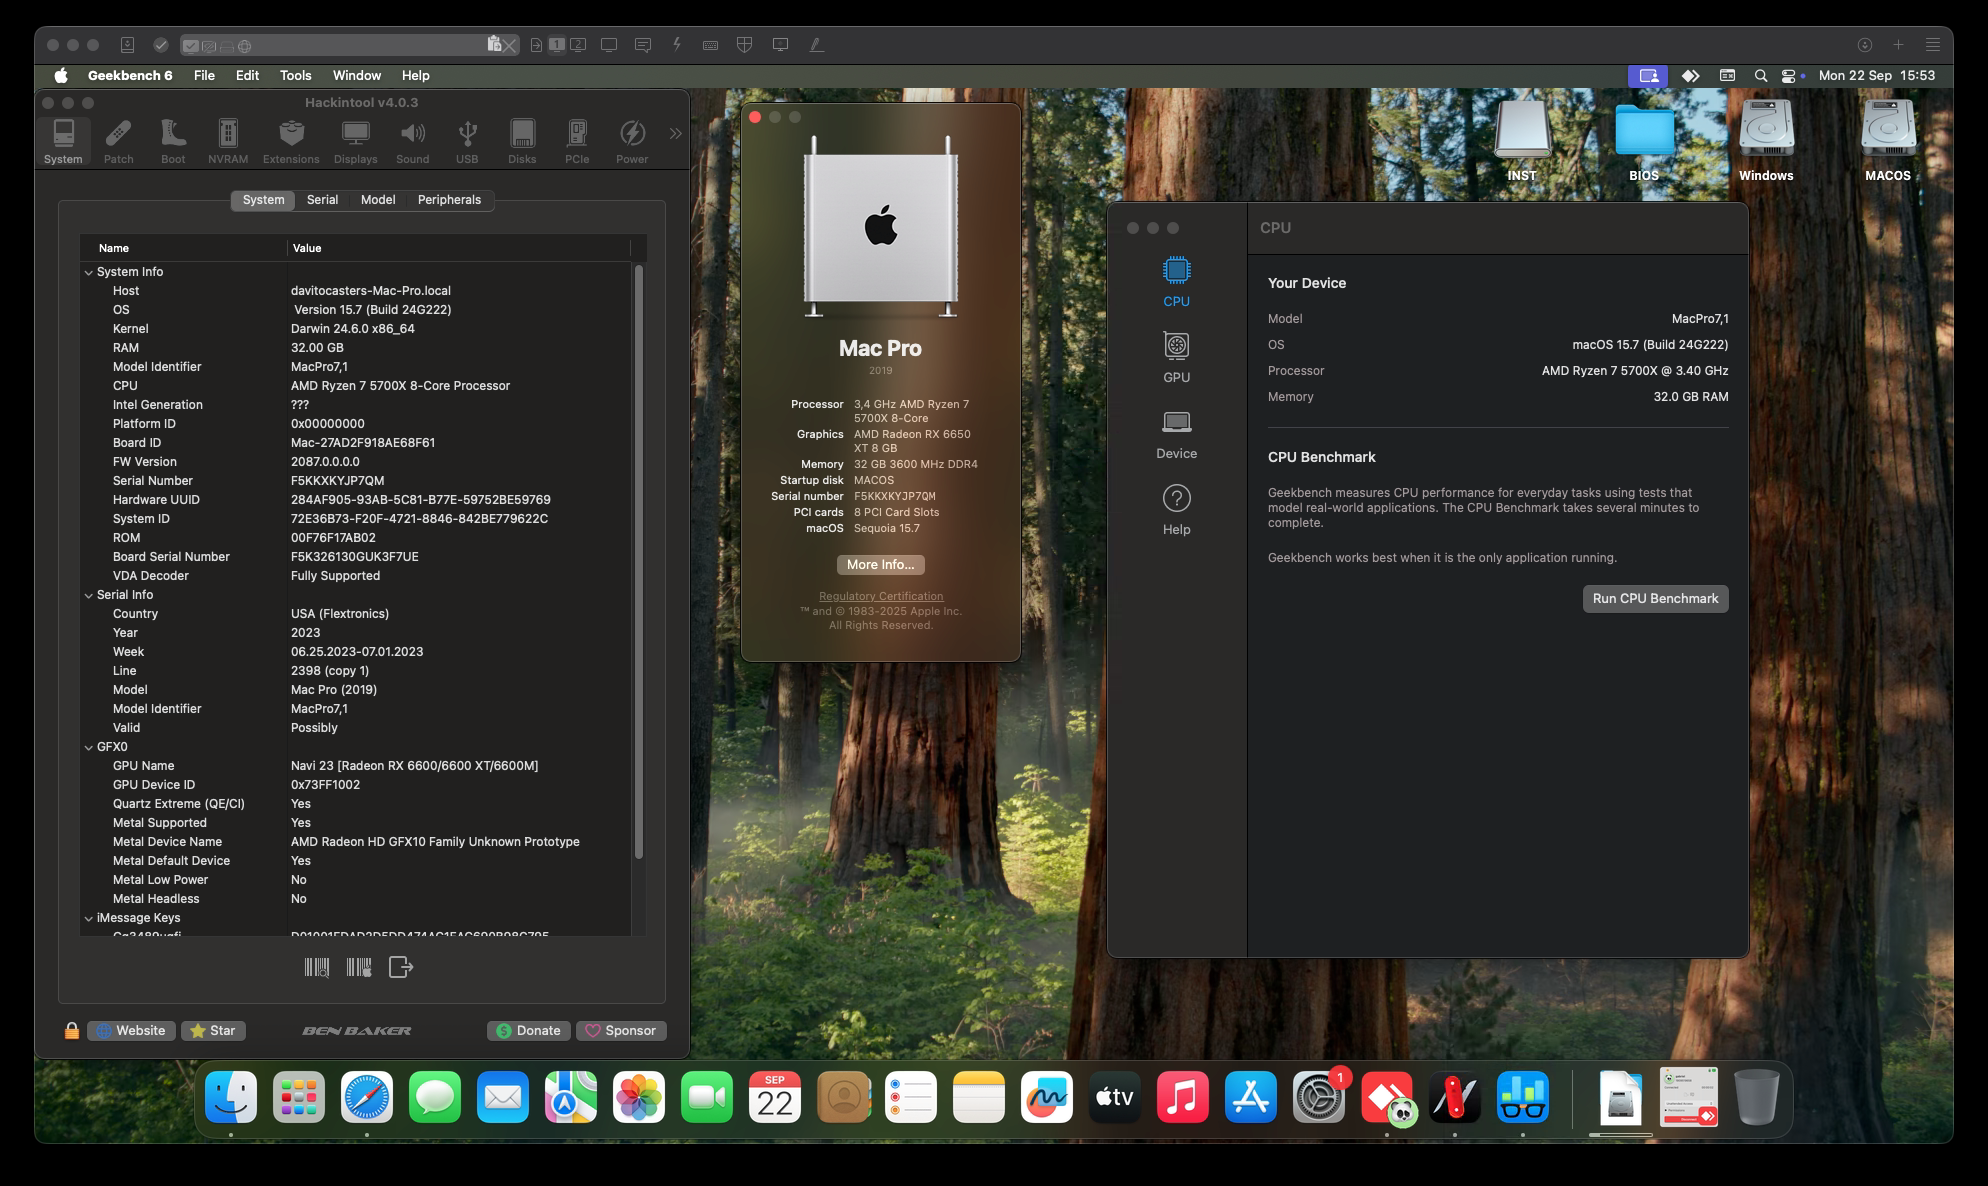 1 2
Geekbench 6 File Edit Tools Window Help
Mon 22 Sep 15:53
Hackintool v4.0.3
System Patch Boot NVRAM Extensions Displays Sound USB Disks PCIe Power
System Serial Model Peripherals
Name Value
System Info
Host davitocasters-Mac-Pro.local
OS Version 15.7 (Build 24G222)
Kernel Darwin 24.6.0 x86_64
RAM 32.00 GB
Model Identifier MacPro7,1
CPU AMD Ryzen 7 5700X 8-Core Processor
Intel Generation ???
Platform ID 0x00000000
Board ID Mac-27AD2F918AE68F61
FW Version 2087.0.0.0.0
Serial Number F5KKXKYJP7QM
Hardware UUID 284AF905-93AB-5C81-B77E-59752BE59769
System ID 72E36B73-F20F-4721-8846-842BE779622C
ROM 00F76F17AB02
Board Serial Number F5K326130GUK3F7UE
VDA Decoder Fully Supported
Serial Info
Country USA (Flextronics)
Year 2023
Week 06.25.2023-07.01.2023
Line 2398 (copy 1)
Model Mac Pro (2019)
Model Identifier MacPro7,1
Valid Possibly
GFX0
GPU Name Navi 23 [Radeon RX 6600/6600 XT/6600M]
GPU Device ID 0x73FF1002
Quartz Extreme (QE/CI) Yes
Metal Supported Yes
Metal Device Name AMD Radeon HD GFX10 Family Unknown Prototype
Metal Default Device Yes
Metal Low Power No
Metal Headless No
iMessage Keys
Website Star BEN BAKER Donate Sponsor
Mac Pro
2019
Processor 3,4 GHz AMD Ryzen 7
5700X 8-Core
Graphics AMD Radeon RX 6650
XT 8 GB
Memory 32 GB 3600 MHz DDR4
Startup disk MACOS
Serial number F5KKXKYJP7QM
PCI cards 8 PCI Card Slots
macOS Sequoia 15.7
More Info...
Regulatory Certification
™ and © 1983-2025 Apple Inc.
All Rights Reserved.
INST BIOS Windows MACOS
CPU
GPU
Device
Help
CPU
Your Device
Model MacPro7,1
OS macOS 15.7 (Build 24G222)
Processor AMD Ryzen 7 5700X @ 3.40 GHz
Memory 32.0 GB RAM
CPU Benchmark
Geekbench measures CPU performance for everyday tasks using tests that
model real-world applications. The CPU Benchmark takes several minutes to
complete.
Geekbench works best when it is the only application running.
Run CPU Benchmark
SEP
22
tv
1